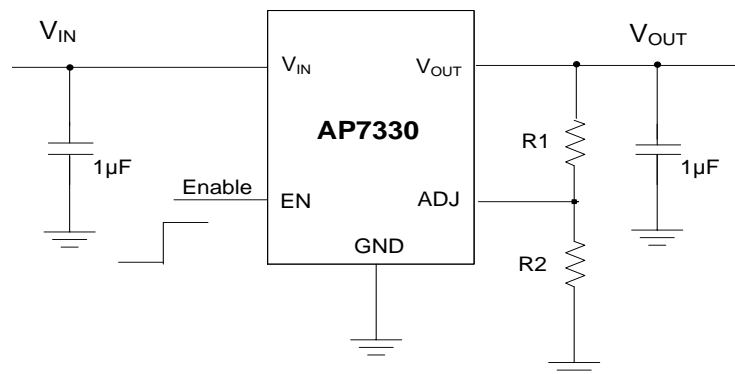 VIN
VOUT
VIN
VOUT
AP7330
R1
1µF
1µF
Enable
EN
ADJ
GND
R2